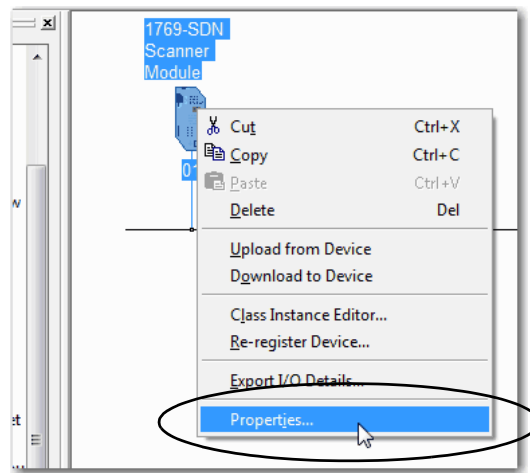 1769-SDN
Scanner
Module
01
Cut Ctrl+X
Copy Ctrl+C
Paste Ctrl+V
Delete Del
Upload from Device
Download to Device
Class Instance Editor...
Re-register Device...
Export I/O Details...
Properties...